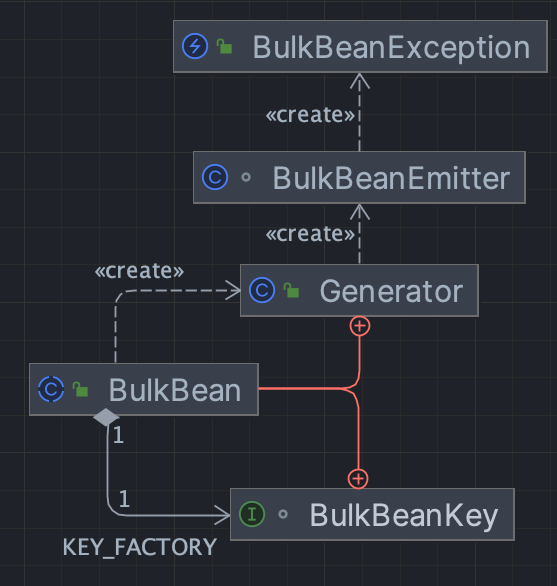 BulkBeanException
«create»
BulkBeanEmitter
«create»
«create»
Generator
BulkBean
1
1
BulkBeanKey
KEY_FACTORY